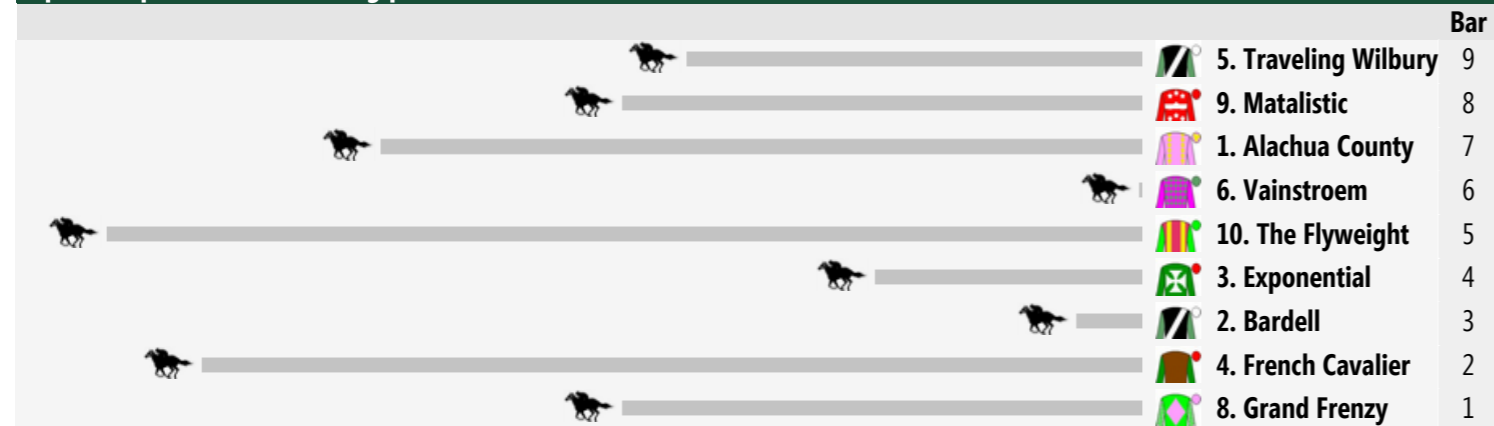 Bar
5. Traveling Wilbury 9
9. Matalistic 8
1. Alachua County 7
6. Vainstroem 6
10. The Flyweight 5
3. Exponential 4
2. Bardell 3
4. French Cavalier 2
8. Grand Frenzy 1